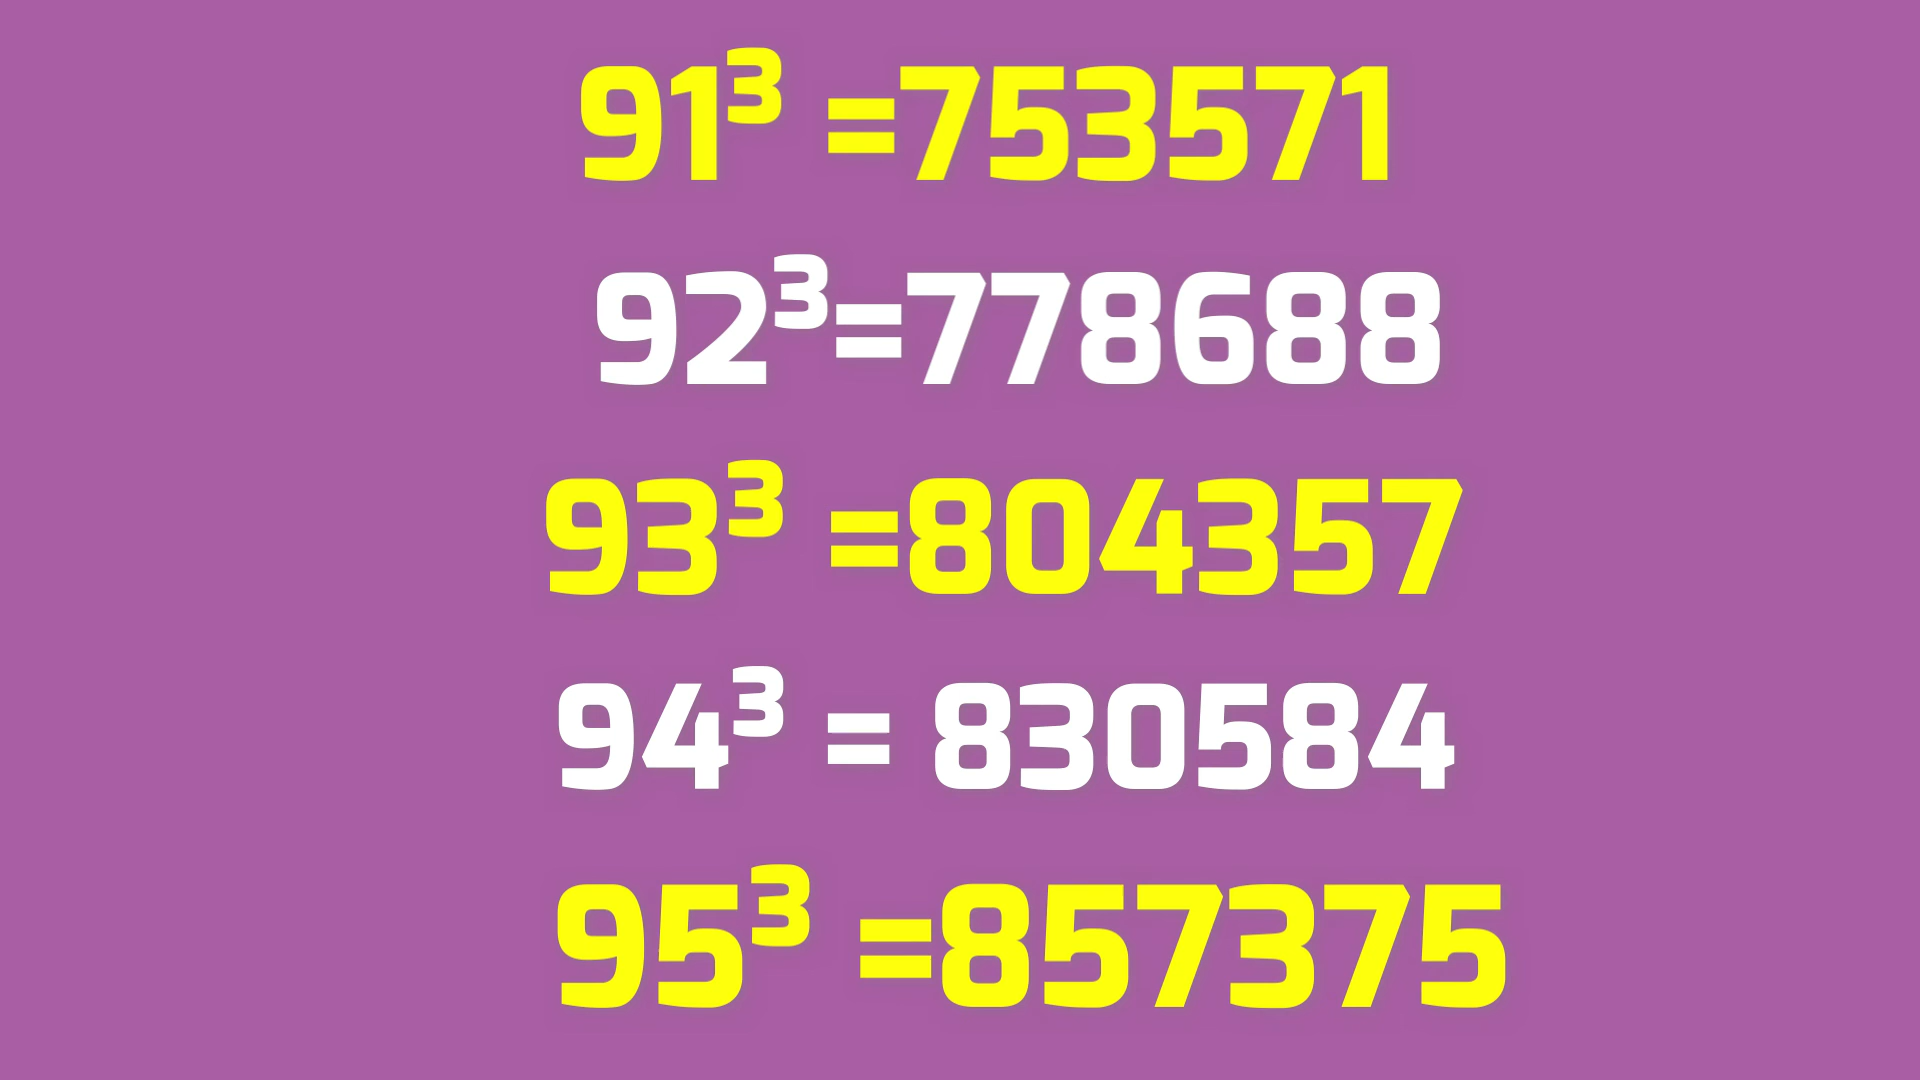 91³ =753571
92³=778688
93³ =804357
94³ = 830584
95³ =857375